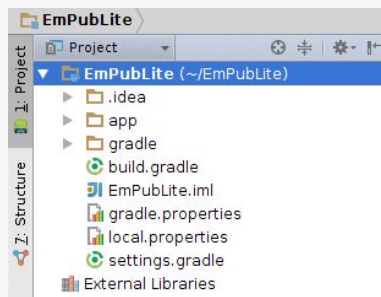 EmPubLite
Project
1: Project
EmPubLite (~/EmPubLite)
.idea
app
gradle
build.gradle
EmPubLite.iml
gradle.properties
local.properties
settings.gradle
External Libraries
Z: Structure